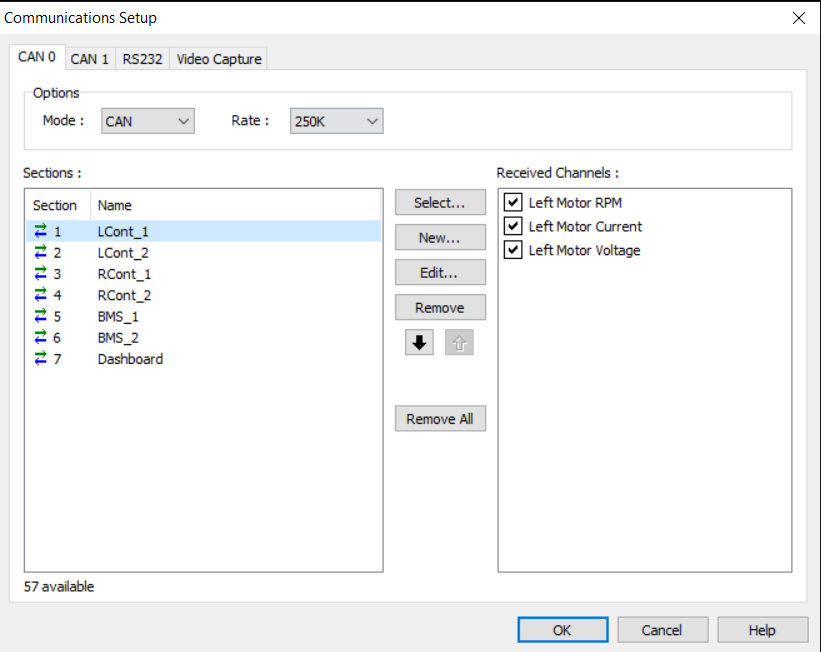 Communications Setup
CAN 0 CAN 1 RS232 Video Capture
Options
Mode : CAN Rate : 250K
Sections : Received Channels :
Section Name
1 LCont_1
2 LCont_2
3 RCont_1
4 RCont_2
5 BMS_1
6 BMS_2
7 Dashboard
Select...
New...
Edit...
Remove
Remove All
Left Motor RPM
Left Motor Current
Left Motor Voltage
57 available
OK Cancel Help